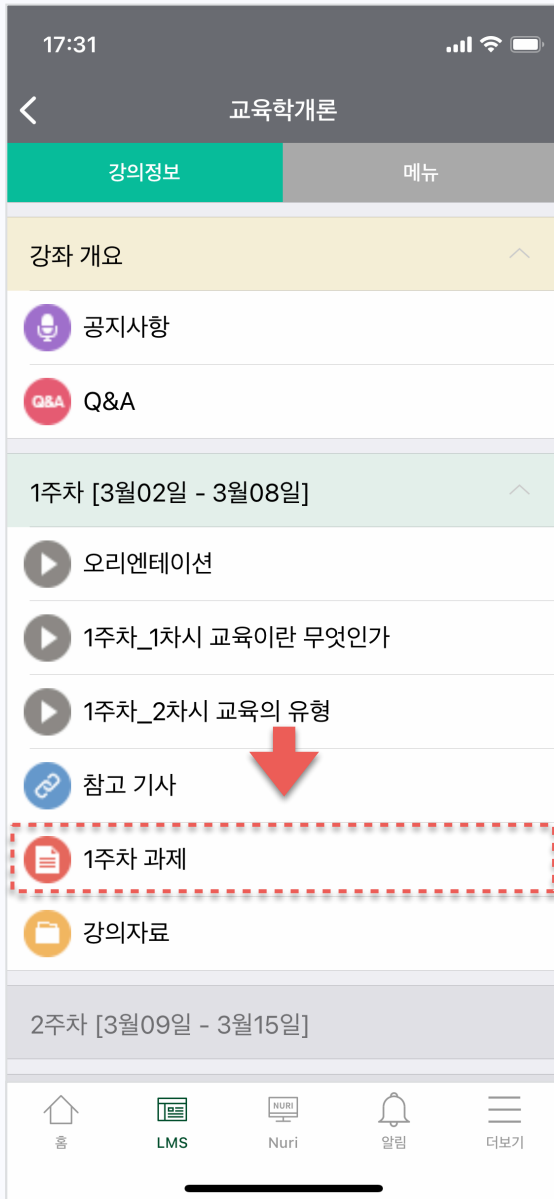 17:31
교육학개론
강의정보
메뉴
강좌 개요
공지사항
Q&A Q&A
1주차 [3월02일 - 3월08일]
오리엔테이션
1주차_1차시 교육이란 무엇인가
1주차_2차시 교육의 유형
참고 기사
1주차 과제
강의자료
2주차 [3월09일 - 3월15일]
NURI
홈 LMS Nuri 알림 더보기